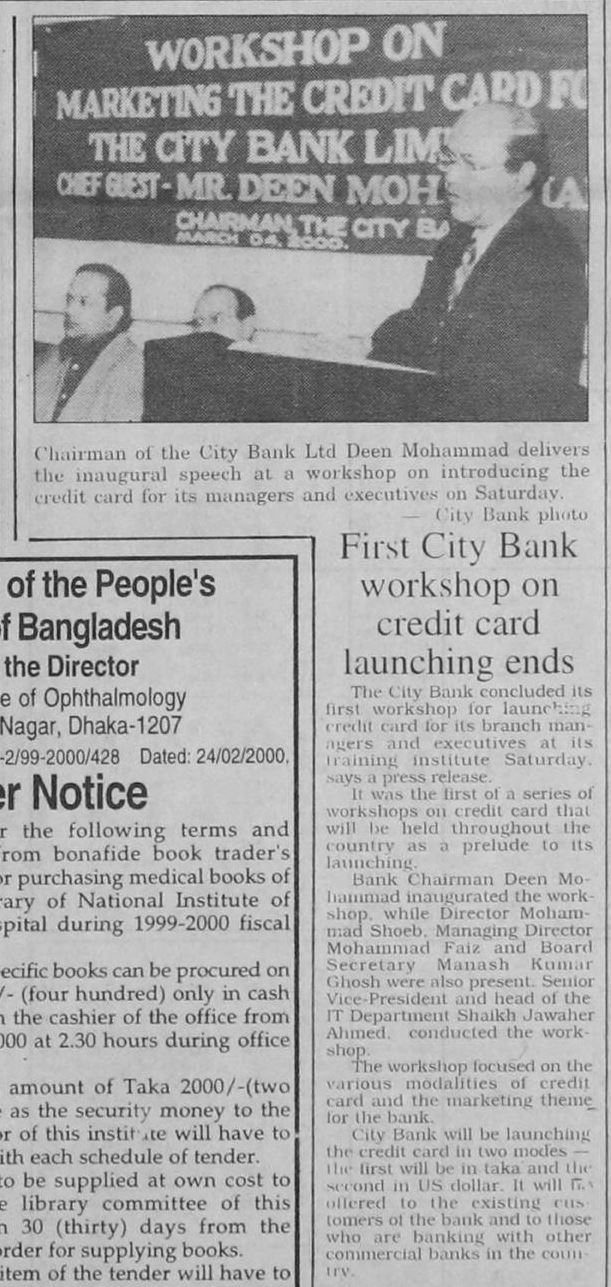 WORKSHOP ON
MARKETING THE CREDIT CARD
THE CITY BANK
CHIEF GUEST - MR. DEEN
CHAIRMAN, THE CITY
MARCH 04, 2000.
Chairman of the City Bank Ltd Deen Mohammad delivers
the inaugural speech at a workshop on introducing the
credit card for its managers and executives on Saturday.
— City Bank photo
First City Bank
workshop on
credit card
launching ends
The City Bank concluded its
first workshop for launching
credit card for its branch man-
agers and executives at its
training institute Saturday,
says a press release.
It was the first of a series of
workshops on credit card that
will be held throughout the
country as a prelude to its
launching.
Bank Chairman Deen Mo-
hammad inaugurated the work-
shop, while Director Moham-
mad Shoeb, Managing Director
Mohammad Faiz and Board
Secretary Manash Kumar
Ghosh were also present. Senior
Vice-President and head of the
IT Department Shaikh Jawaher
Ahmed, conducted the work-
shop.
The workshop focused on the
various modalities of credit
card and the marketing theme
for the bank.
City Bank will be launching
the credit card in two modes —
the first will be in taka and the
second in US dollar. It will
offered to the existing cus-
tomers of the bank and to those
who are banking with other
commercial banks in the coun-
try.
of the People's
of Bangladesh
the Director
e of Ophthalmology
Nagar, Dhaka-1207
-2/99-2000/428 Dated: 24/02/2000.
er Notice
r the following terms and
from bonafide book trader's
or purchasing medical books of
rary of National Institute of
spital during 1999-2000 fiscal
ecific books can be procured on
/- (four hundred) only in cash
n the cashier of the office from
000 at 2.30 hours during office
amount of Taka 2000/-(two
e as the security money to the
or of this institute will have to
ith each schedule of tender.
to be supplied at own cost to
e library committee of this
n 30 (thirty) days from the
order for supplying books.
item of the tender will have to